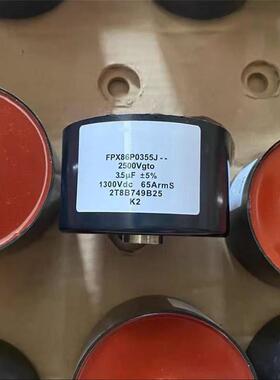 FPX86P0355J--
2500Vgto
3.5µF ±5%
1300Vdc 65ArmS
2T8B749B25
K2